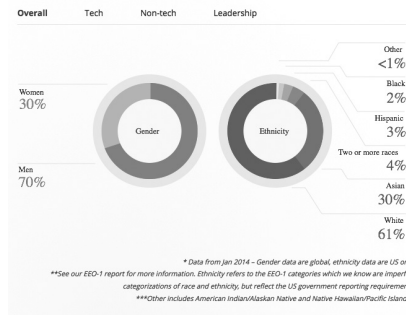 Overall Tech Non-tech Leadership
Other
<1%
Black
2%
Hispanic
3%
Two or more races
4%
Asian
30%
White
61%
Women
30%
Men
70%
Gender
Ethnicity
* Data from Jan 2014 – Gender data are global, ethnicity data are US or
**See our EEO-1 report for more information. Ethnicity refers to the EEO-1 categories which we know are imperf
categorizations of race and ethnicity, but reflect the US government reporting requiremen
***Other includes American Indian/Alaskan Native and Native Hawaiian/Pacific Island